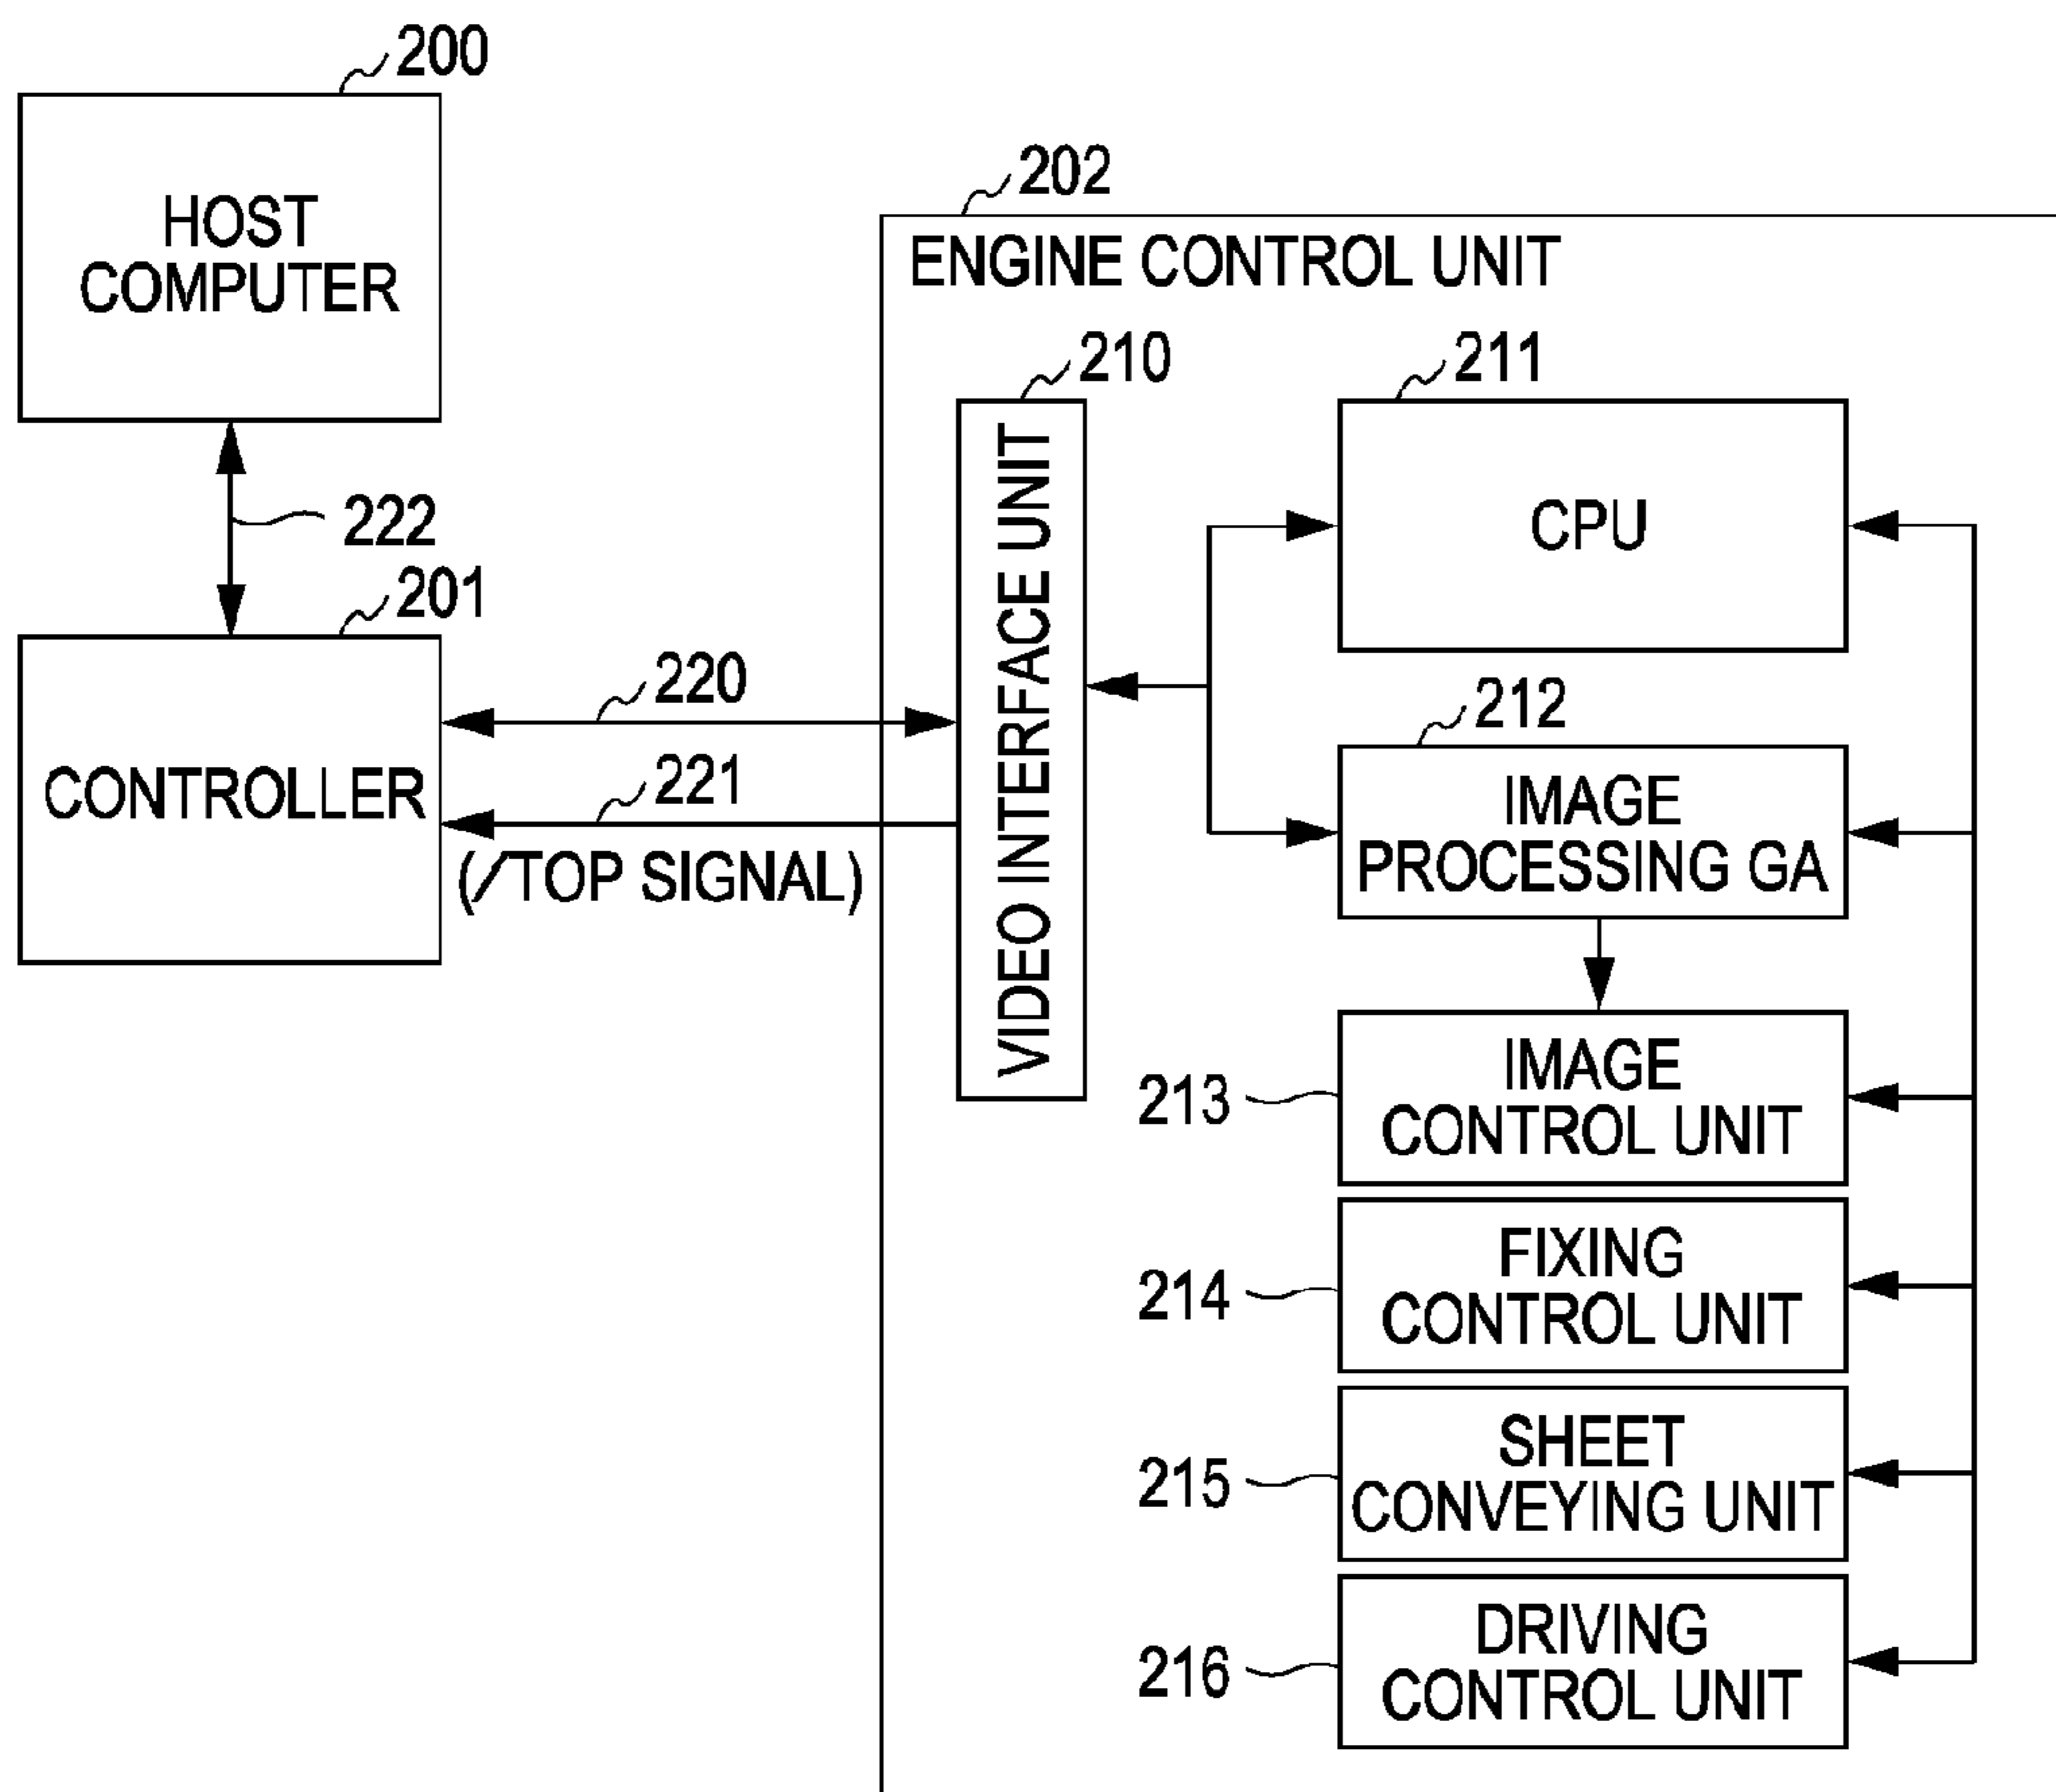 200
HOST
COMPUTER
222
201
CONTROLLER
220
221
(/TOP SIGNAL)
202
ENGINE CONTROL UNIT
210
VIDEO INTERFACE UNIT
211
CPU
212
IMAGE
PROCESSING GA
213
IMAGE
CONTROL UNIT
214
FIXING
CONTROL UNIT
215
SHEET
CONVEYING UNIT
216
DRIVING
CONTROL UNIT